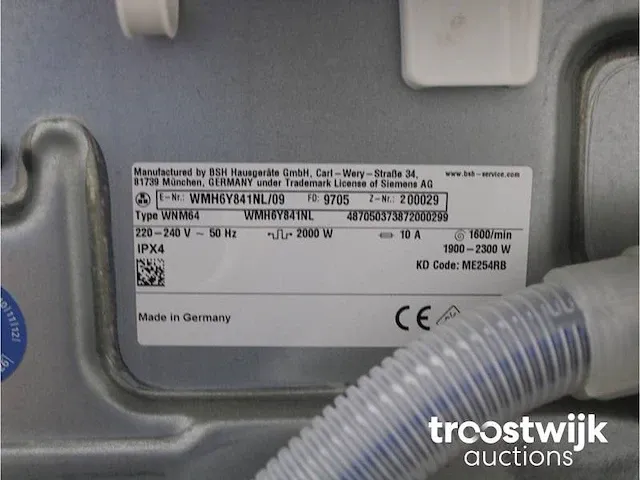 Manufactured by BSH Hausgeräte GmbH, Carl-Wery-Straße 34,
81739 München, GERMANY under Trademark License of Siemens AG
www.bsh-service.com
E-Nr.: WMH6Y841NL/09 FD: 9705 Z-Nr.: 200029
Type WNM64 WMH6Y841NL 487050373872000299
220-240 V ~ 50 Hz 2000 W 10 A 1600/min
IPX4 1900-2300 W
KD Code: ME254RB
Made in Germany CE
troostwijk
auctions